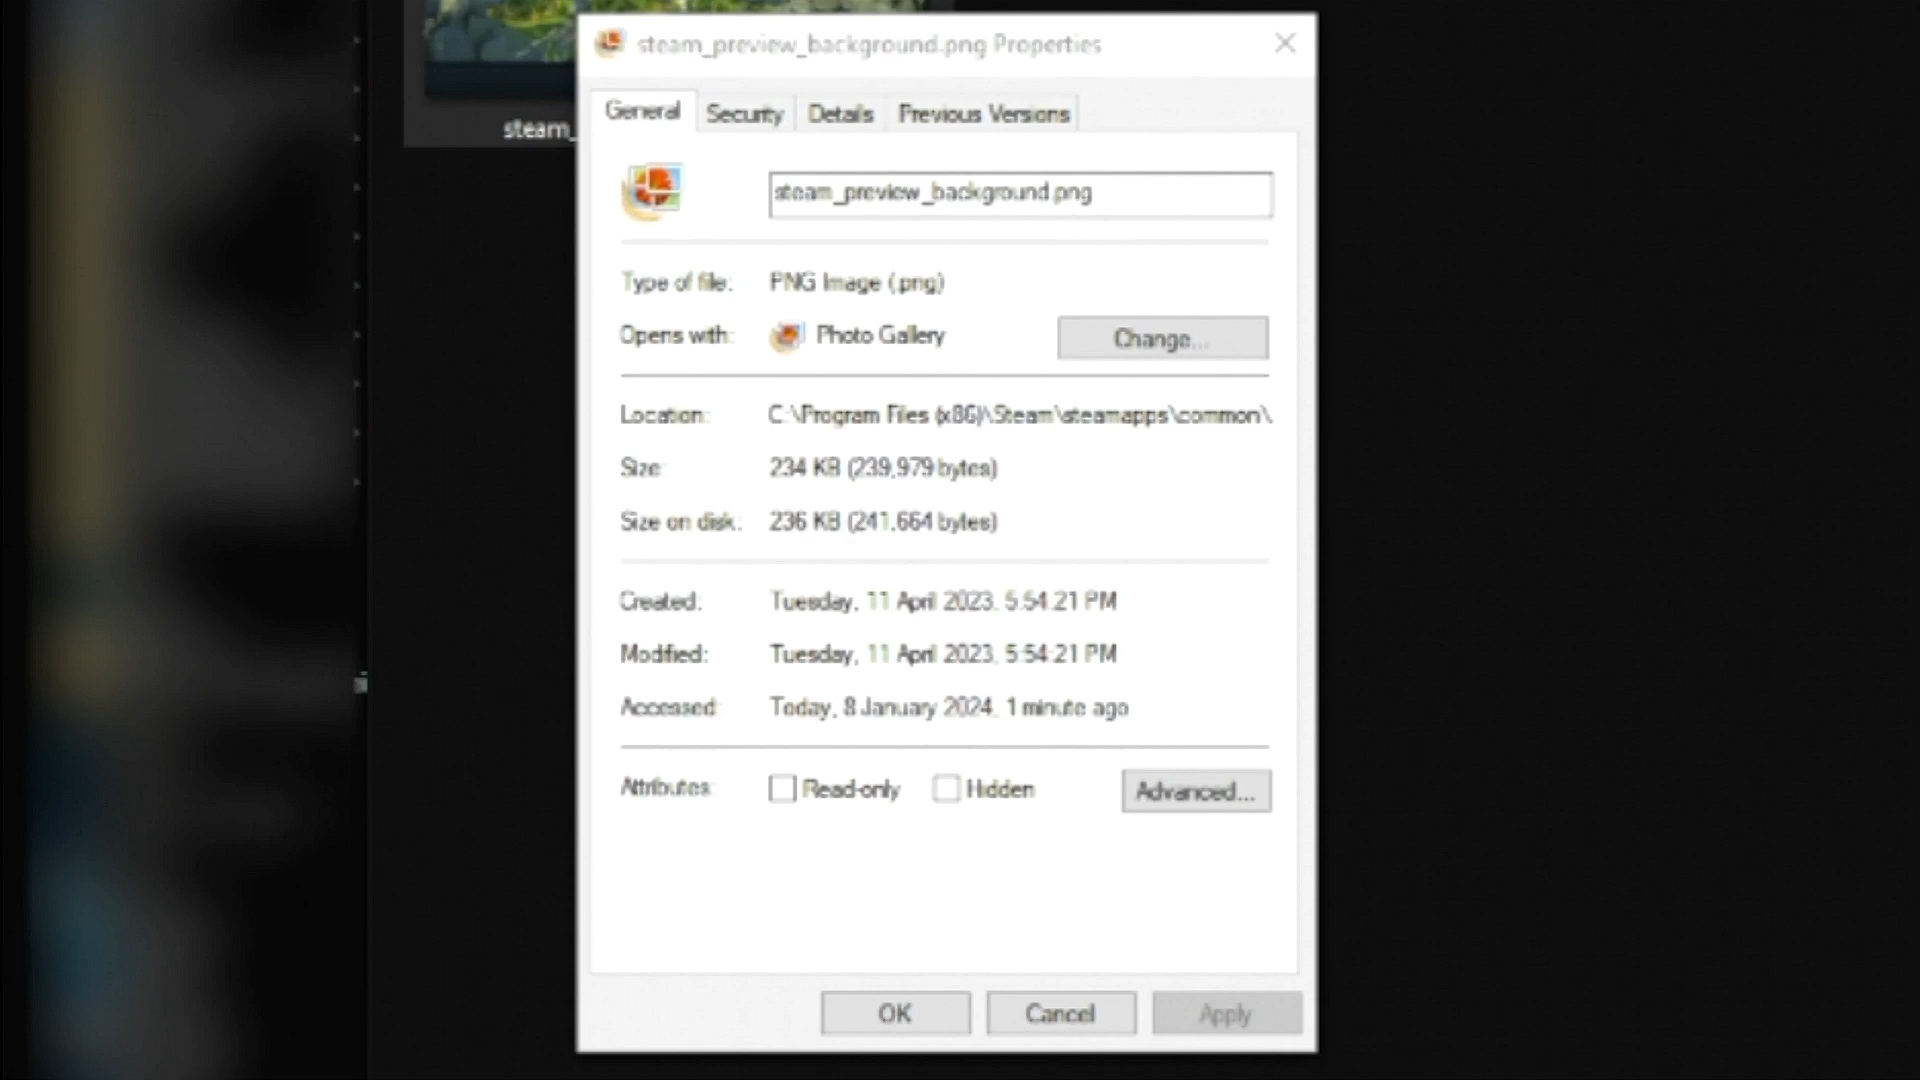 steam_preview_background.png Properties
General Security Details Previous Versions
steam_
steam_preview_background.png
Type of file: PNG Image (.png)
Opens with: Photo Gallery Change...
Location: C:\Program Files (x86)\Steam\steamapps\common\
Size: 234 KB (239,979 bytes)
Size on disk: 236 KB (241,664 bytes)
Created: Tuesday, 11 April 2023, 5:54:21 PM
Modified: Tuesday, 11 April 2023, 5:54:21 PM
Accessed: Today, 8 January 2024, 1 minute ago
Attributes: Read-only Hidden Advanced...
OK Cancel Apply